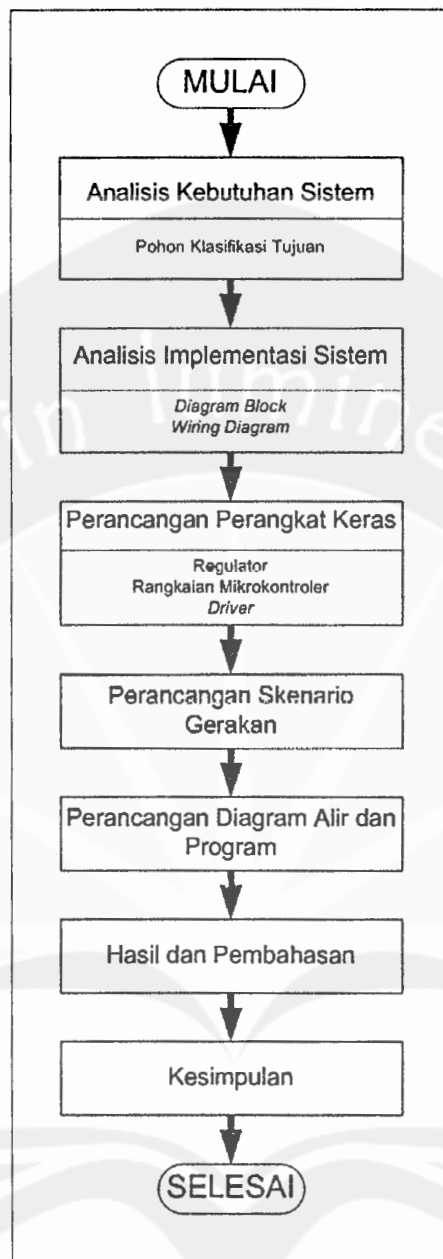 MULAI
Analisis Kebutuhan Sistem
Pohon Klasifikasi Tujuan
Analisis Implementasi Sistem
Diagram Block
Wiring Diagram
Perancangan Perangkat Keras
Regulator
Rangkaian Mikrokontroler
Driver
Perancangan Skenario
Gerakan
Perancangan Diagram Alir dan
Program
Hasil dan Pembahasan
Kesimpulan
SELESAI